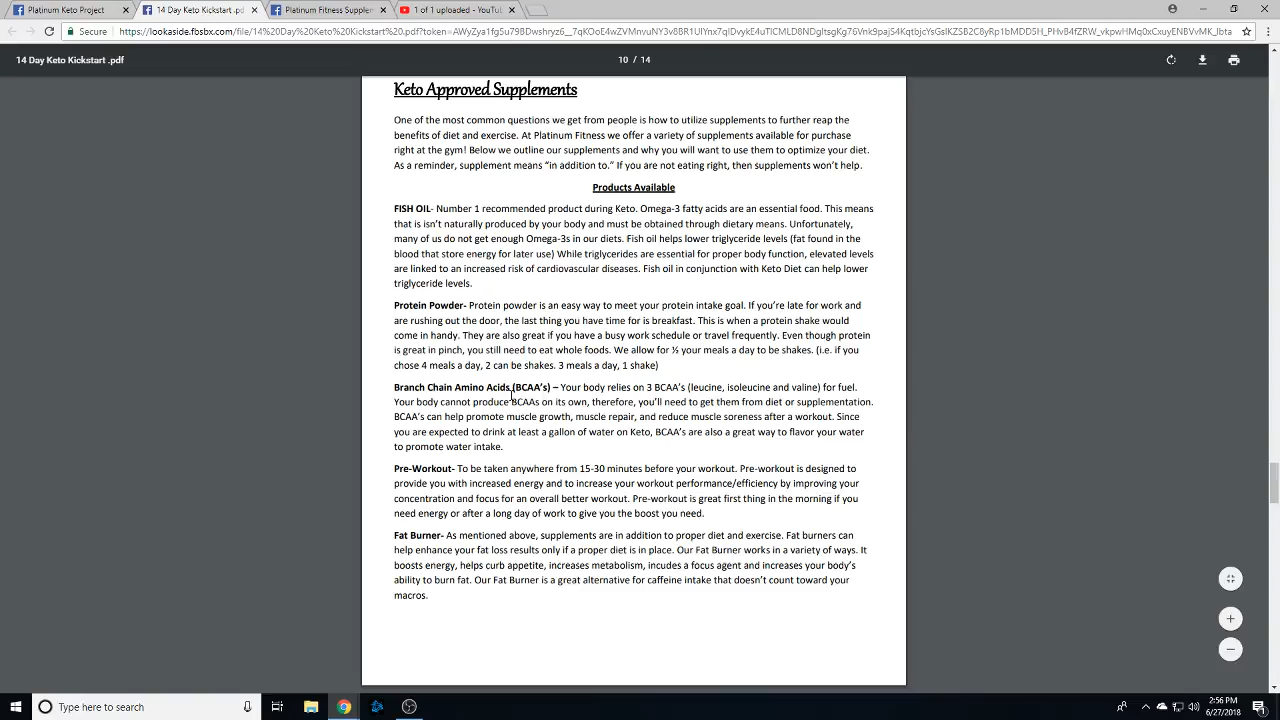 Platinum Keto Project
14 Day Keto Kickstart .pdf
Platinum Fitness Supplem
1 of 1 uploaded - YouTu
Secure
14 Day Keto Kickstart .pdf
10 / 14
Keto Approved Supplements
One of the most common questions we get from people is how to utilize supplements to further reap the
benefits of diet and exercise. At Platinum Fitness we offer a variety of supplements available for purchase
right at the gym! Below we outline our supplements and why you will want to use them to optimize your diet.
As a reminder, supplement means "in addition to." If you are not eating right, then supplements won't help.
Products Available
FISH OIL- Number 1 recommended product during Keto. Omega-3 fatty acids are an essential food. This means
that is isn't naturally produced by your body and must be obtained through dietary means. Unfortunately,
many of us do not get enough Omega-3s in our diets. Fish oil helps lower triglyceride levels (fat found in the
blood that store energy for later use) While triglycerides are essential for proper body function, elevated levels
are linked to an increased risk of cardiovascular diseases. Fish oil in conjunction with Keto Diet can help lower
triglyceride levels.
Protein Powder- Protein powder is an easy way to meet your protein intake goal. If you're late for work and
are rushing out the door, the last thing you have time for is breakfast. This is when a protein shake would
come in handy. They are also great if you have a busy work schedule or travel frequently. Even though protein
is great in pinch, you still need to eat whole foods. We allow for ½ your meals a day to be shakes. (i.e. if you
chose 4 meals a day, 2 can be shakes. 3 meals a day, 1 shake)
Branch Chain Amino Acids (BCAA's) – Your body relies on 3 BCAA's (leucine, isoleucine and valine) for fuel.
Your body cannot produce BCAAs on its own, therefore, you'll need to get them from diet or supplementation.
BCAA's can help promote muscle growth, muscle repair, and reduce muscle soreness after a workout. Since
you are expected to drink at least a gallon of water on Keto, BCAA's are also a great way to flavor your water
to promote water intake.
Pre-Workout- To be taken anywhere from 15-30 minutes before your workout. Pre-workout is designed to
provide you with increased energy and to increase your workout performance/efficiency by improving your
concentration and focus for an overall better workout. Pre-workout is great first thing in the morning if you
need energy or after a long day of work to give you the boost you need.
Fat Burner- As mentioned above, supplements are in addition to proper diet and exercise. Fat burners can
help enhance your fat loss results only if a proper diet is in place. Our Fat Burner works in a variety of ways. It
boosts energy, helps curb appetite, increases metabolism, incudes a focus agent and increases your body's
ability to burn fat. Our Fat Burner is a great alternative for caffeine intake that doesn't count toward your
macros.
Type here to search
2:56 PM
6/27/2018